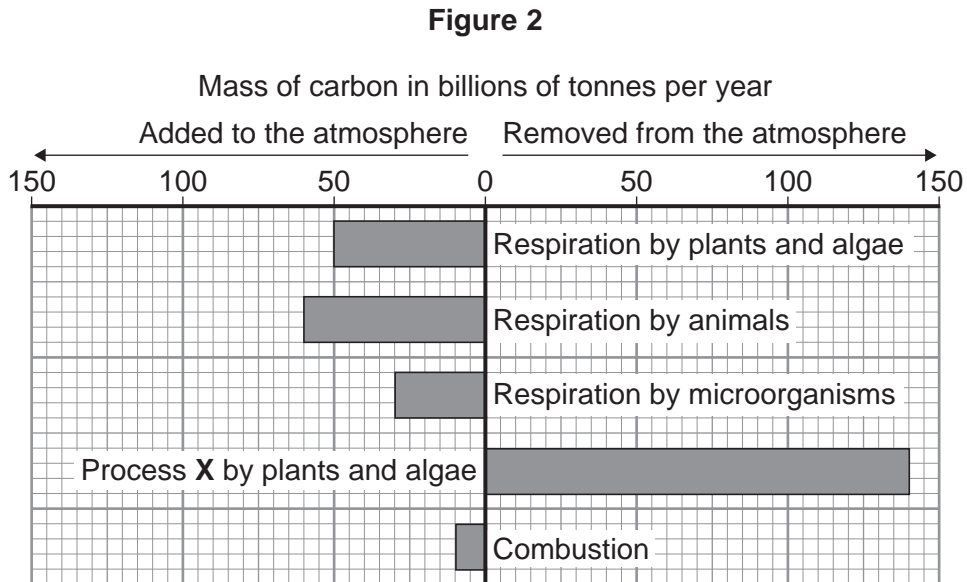 Figure 2
Mass of carbon in billions of tonnes per year
Added to the atmosphere Removed from the atmosphere
150 100 50 0 50 100 150
Respiration by plants and algae
Respiration by animals
Respiration by microorganisms
Process X by plants and algae
Combustion